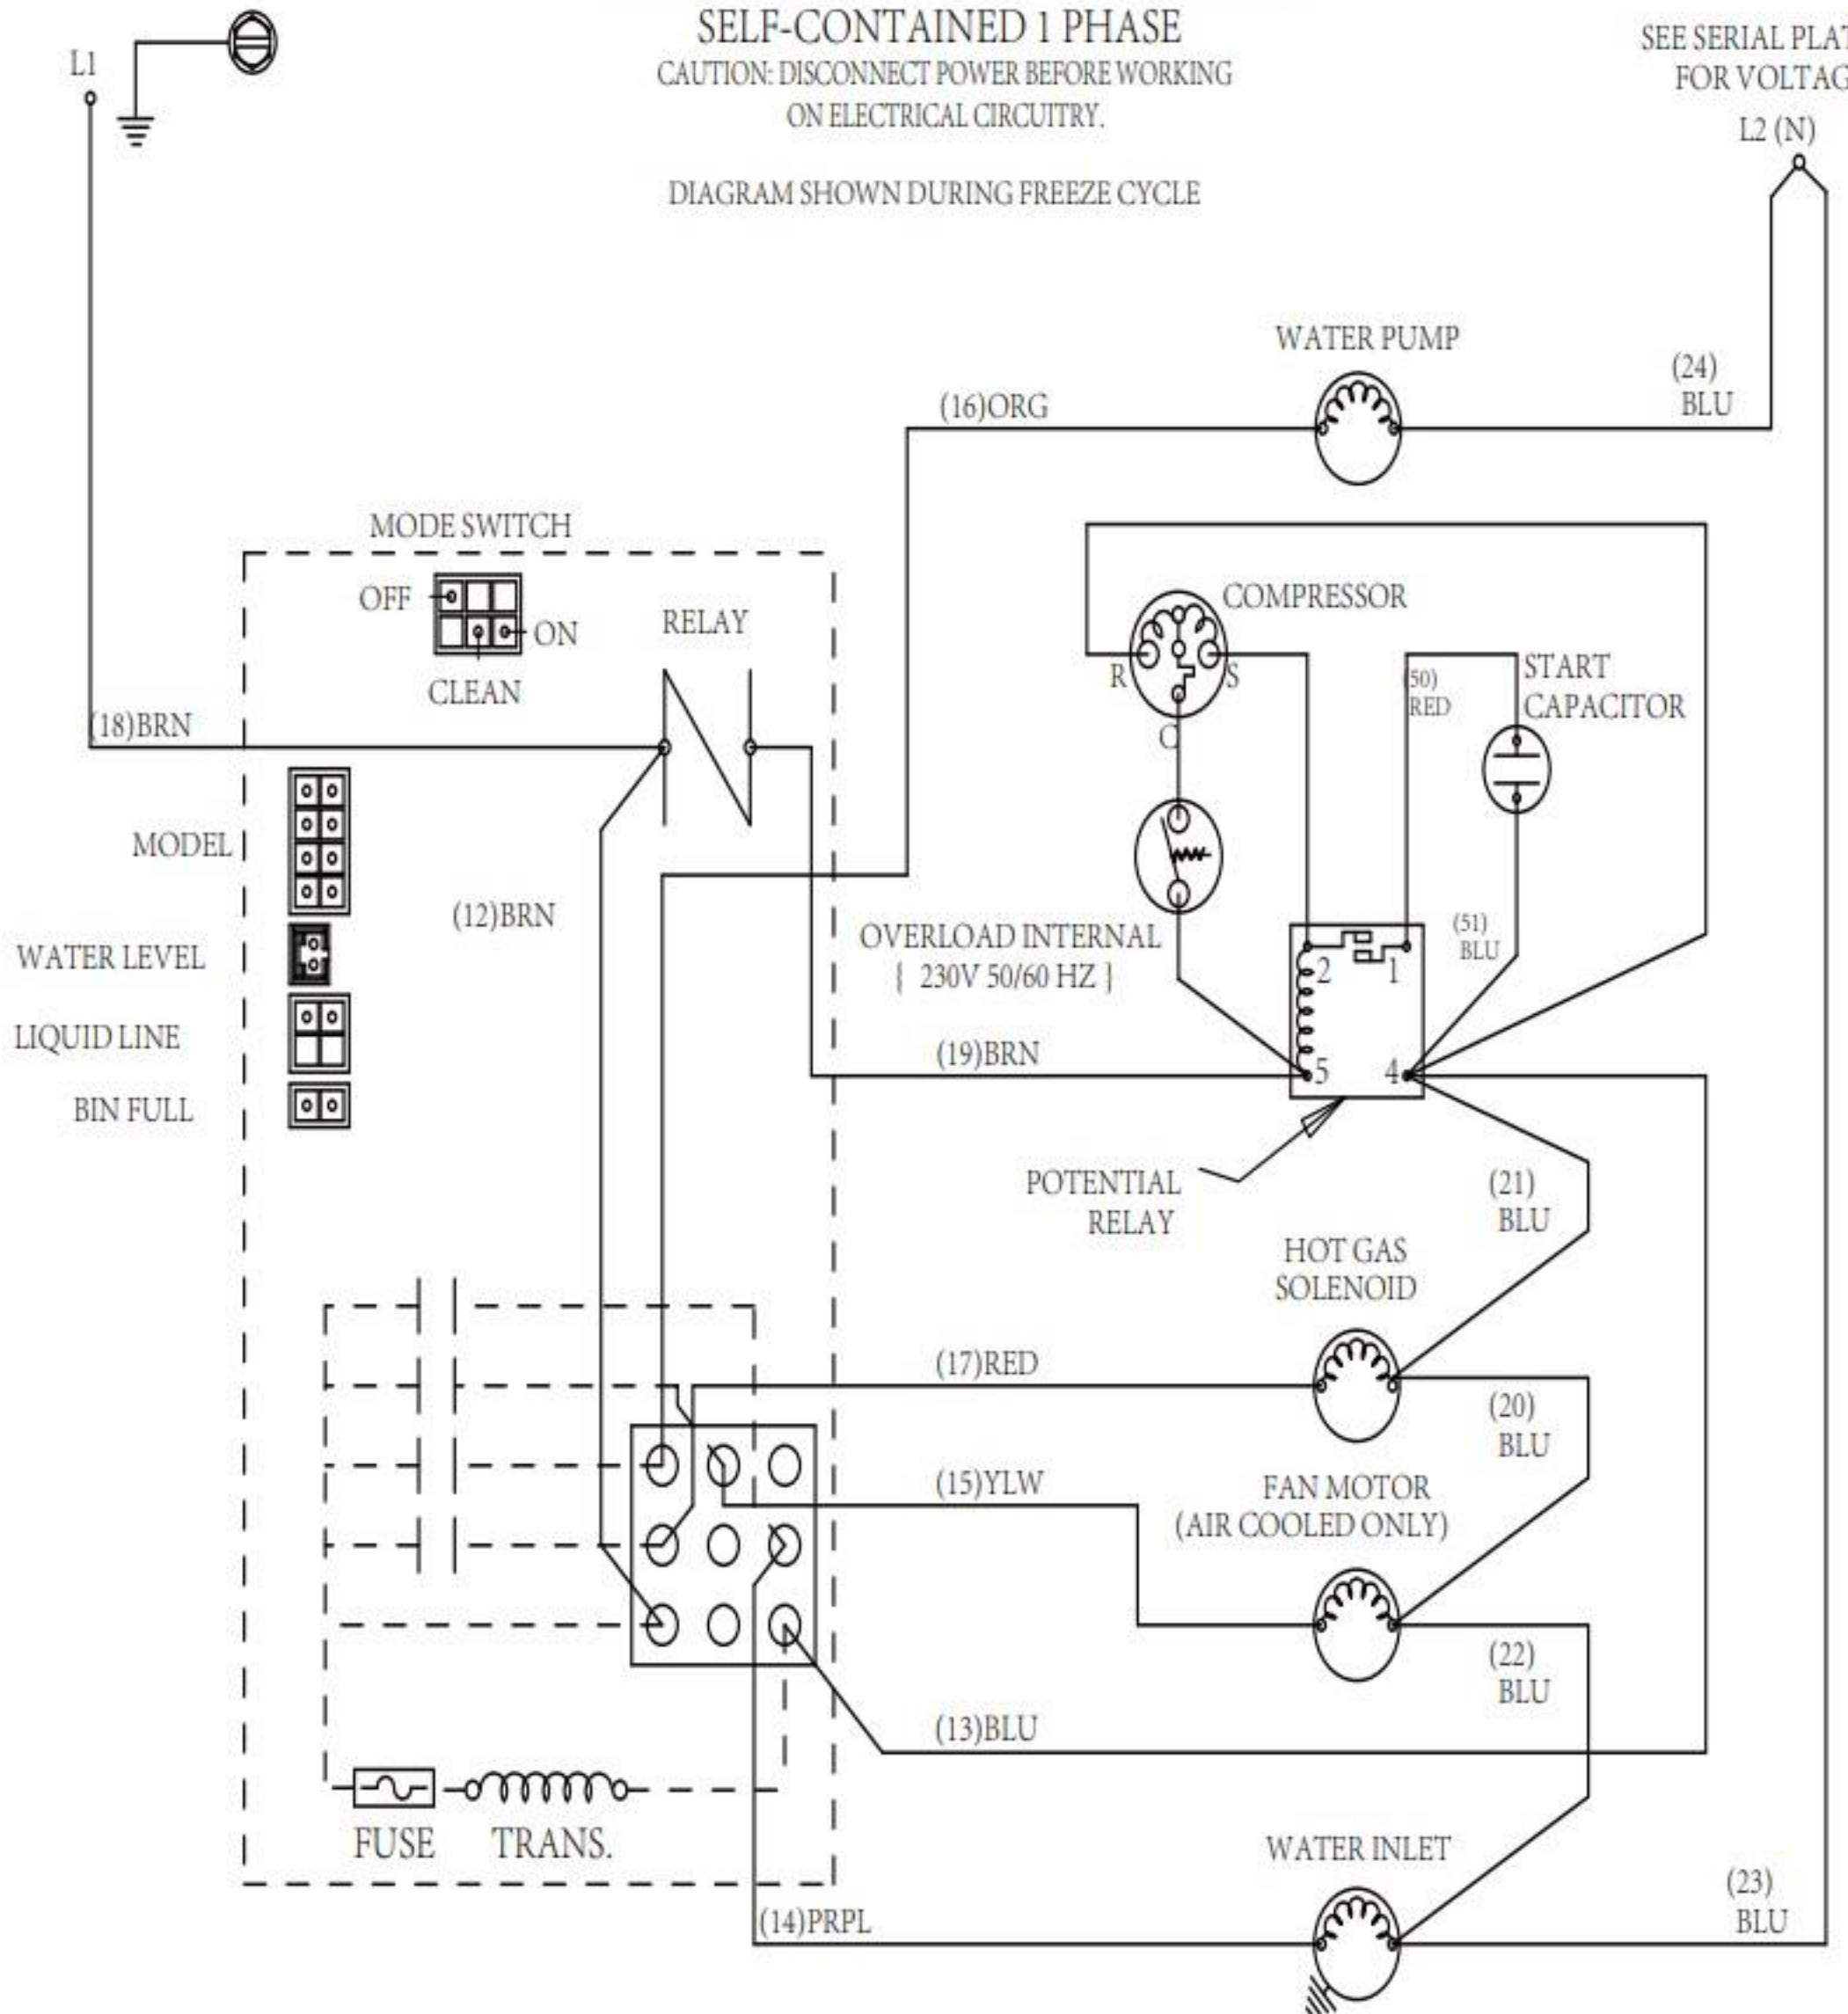 SELF-CONTAINED 1 PHASE
CAUTION: DISCONNECT POWER BEFORE WORKING
ON ELECTRICAL CIRCUITRY.
DIAGRAM SHOWN DURING FREEZE CYCLE
SEE SERIAL PLAT
FOR VOLTAG
L1
L2 (N)
WATER PUMP
(24)
BLU
(16)ORG
MODE SWITCH
OFF
ON
CLEAN
RELAY
COMPRESSOR
R
S
C
(50)
RED
START
CAPACITOR
(18)BRN
MODEL
(12)BRN
WATER LEVEL
LIQUID LINE
BIN FULL
OVERLOAD INTERNAL
{ 230V 50/60 HZ }
(51)
BLU
2
1
5
4
(19)BRN
POTENTIAL
RELAY
(21)
BLU
HOT GAS
SOLENOID
(17)RED
(20)
BLU
(15)YLW
FAN MOTOR
(AIR COOLED ONLY)
(22)
BLU
(13)BLU
FUSE
TRANS.
WATER INLET
(23)
BLU
(14)PRPL